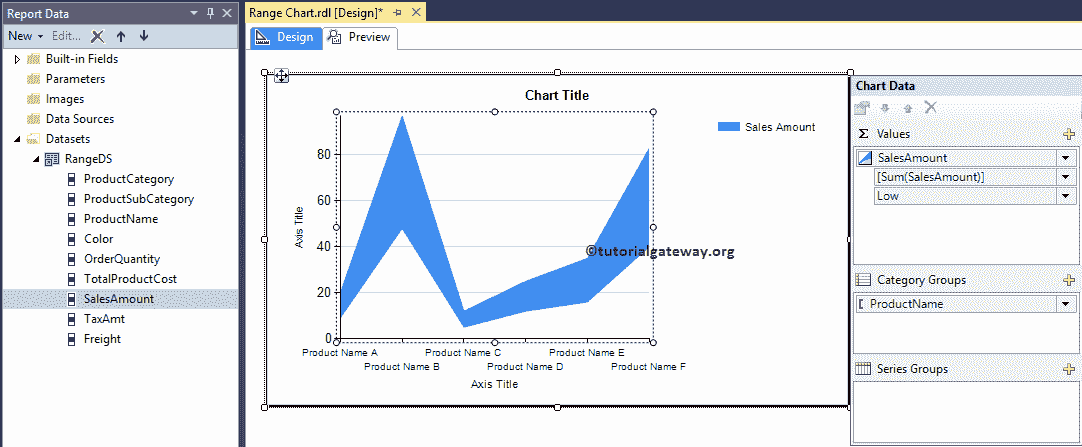 Report Data
New Edit...
Built-in Fields
Parameters
Images
Data Sources
Datasets
RangeDS
ProductCategory
ProductSubCategory
ProductName
Color
OrderQuantity
TotalProductCost
SalesAmount
TaxAmt
Freight
Range Chart.rdl [Design]*
Design Preview
Chart Title
Sales Amount
Axis Title
80
60
40
20
0
©tutorialgateway.org
Product Name A Product Name C Product Name E
Product Name B Product Name D Product Name F
Axis Title
Chart Data
Σ Values
SalesAmount
[Sum(SalesAmount)]
Low
Category Groups
ProductName
Series Groups